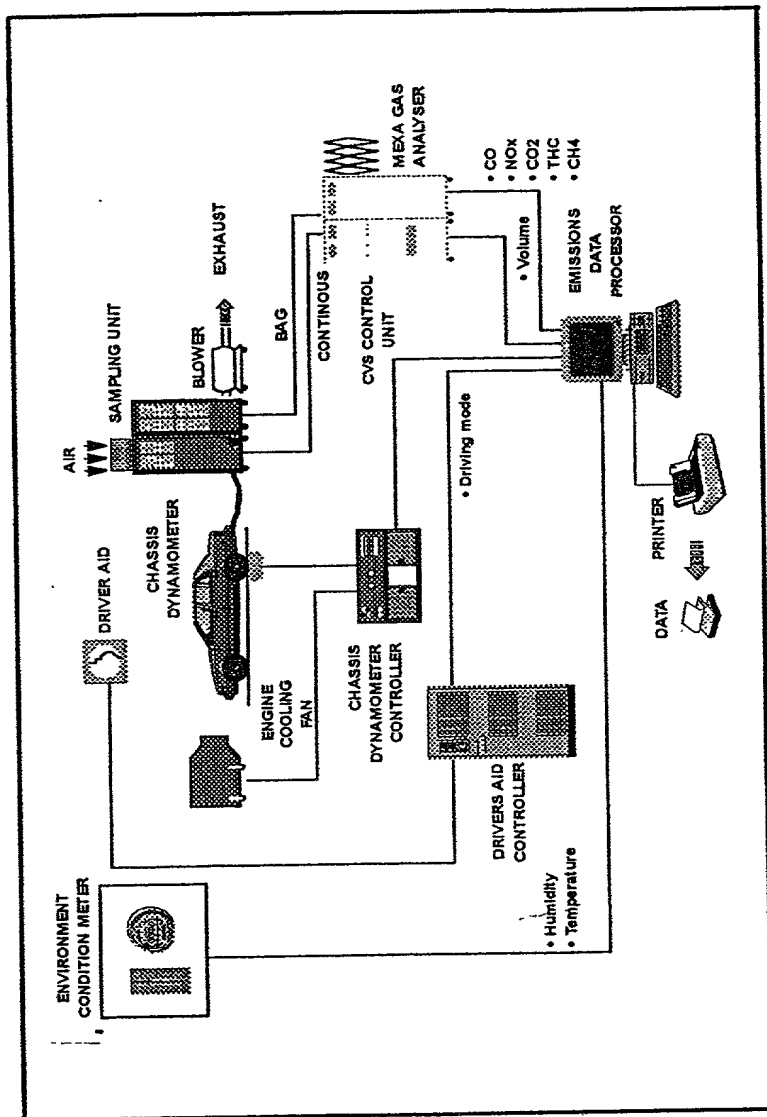 ENVIRONMENT
CONDITION METER
DRIVER AID
AIR
SAMPLING UNIT
BLOWER
EXHAUST
CHASSIS
DYNAMOMETER
ENGINE
COOLING
FAN
BAG
CONTINOUS
MEXA GAS
ANALYSER
CVS CONTROL
UNIT
CHASSIS
DYNAMOMETER
CONTROLLER
DRIVERS AID
CONTROLLER
• Humidity
• Temperature
• Driving mode
• Volume
• CO
• NOx
• CO2
• THC
• CH4
EMISSIONS
DATA
PROCESSOR
PRINTER
DATA